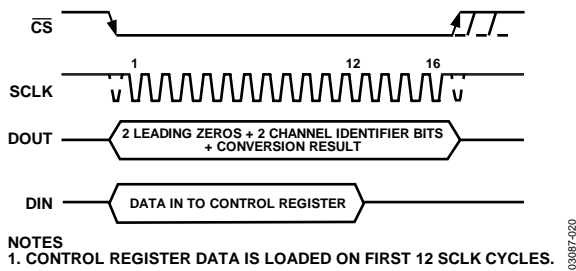 CS
1 12 16
SCLK
DOUT
2 LEADING ZEROS + 2 CHANNEL IDENTIFIER BITS
+ CONVERSION RESULT
DIN
DATA IN TO CONTROL REGISTER
NOTES
1. CONTROL REGISTER DATA IS LOADED ON FIRST 12 SCLK CYCLES.
03087-020